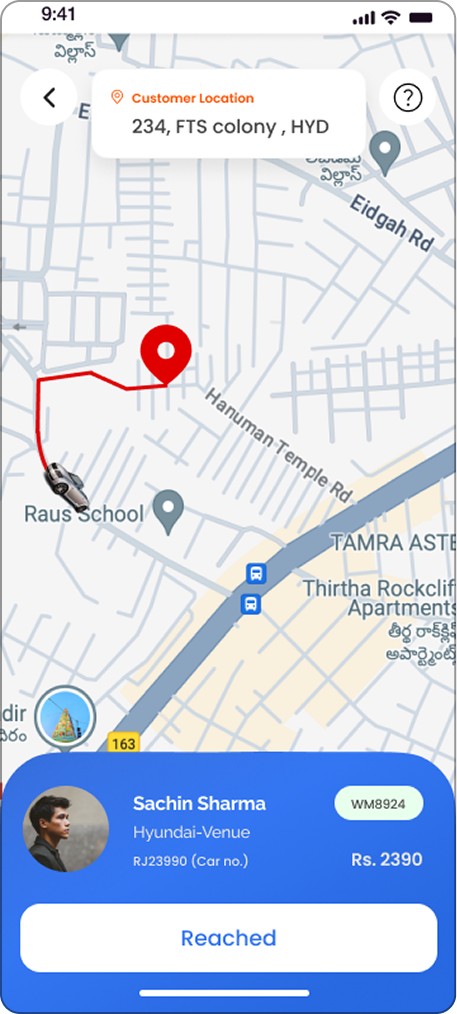 9:41
విల్లాస్
Customer Location
234, FTS colony , HYD
విల్లాస్
Eidgah Rd
Hanuman Temple Rd
Raus School
TAMRA ASTE
Thirtha Rockclif
Apartments
తీర్థ రాక్‌క్లిఫ్
అపార్ట్మెంట్స్
dir
దిరం
163
Sachin Sharma
WM8924
Hyundai-Venue
RJ23990 (Car no.)
Rs. 2390
Reached